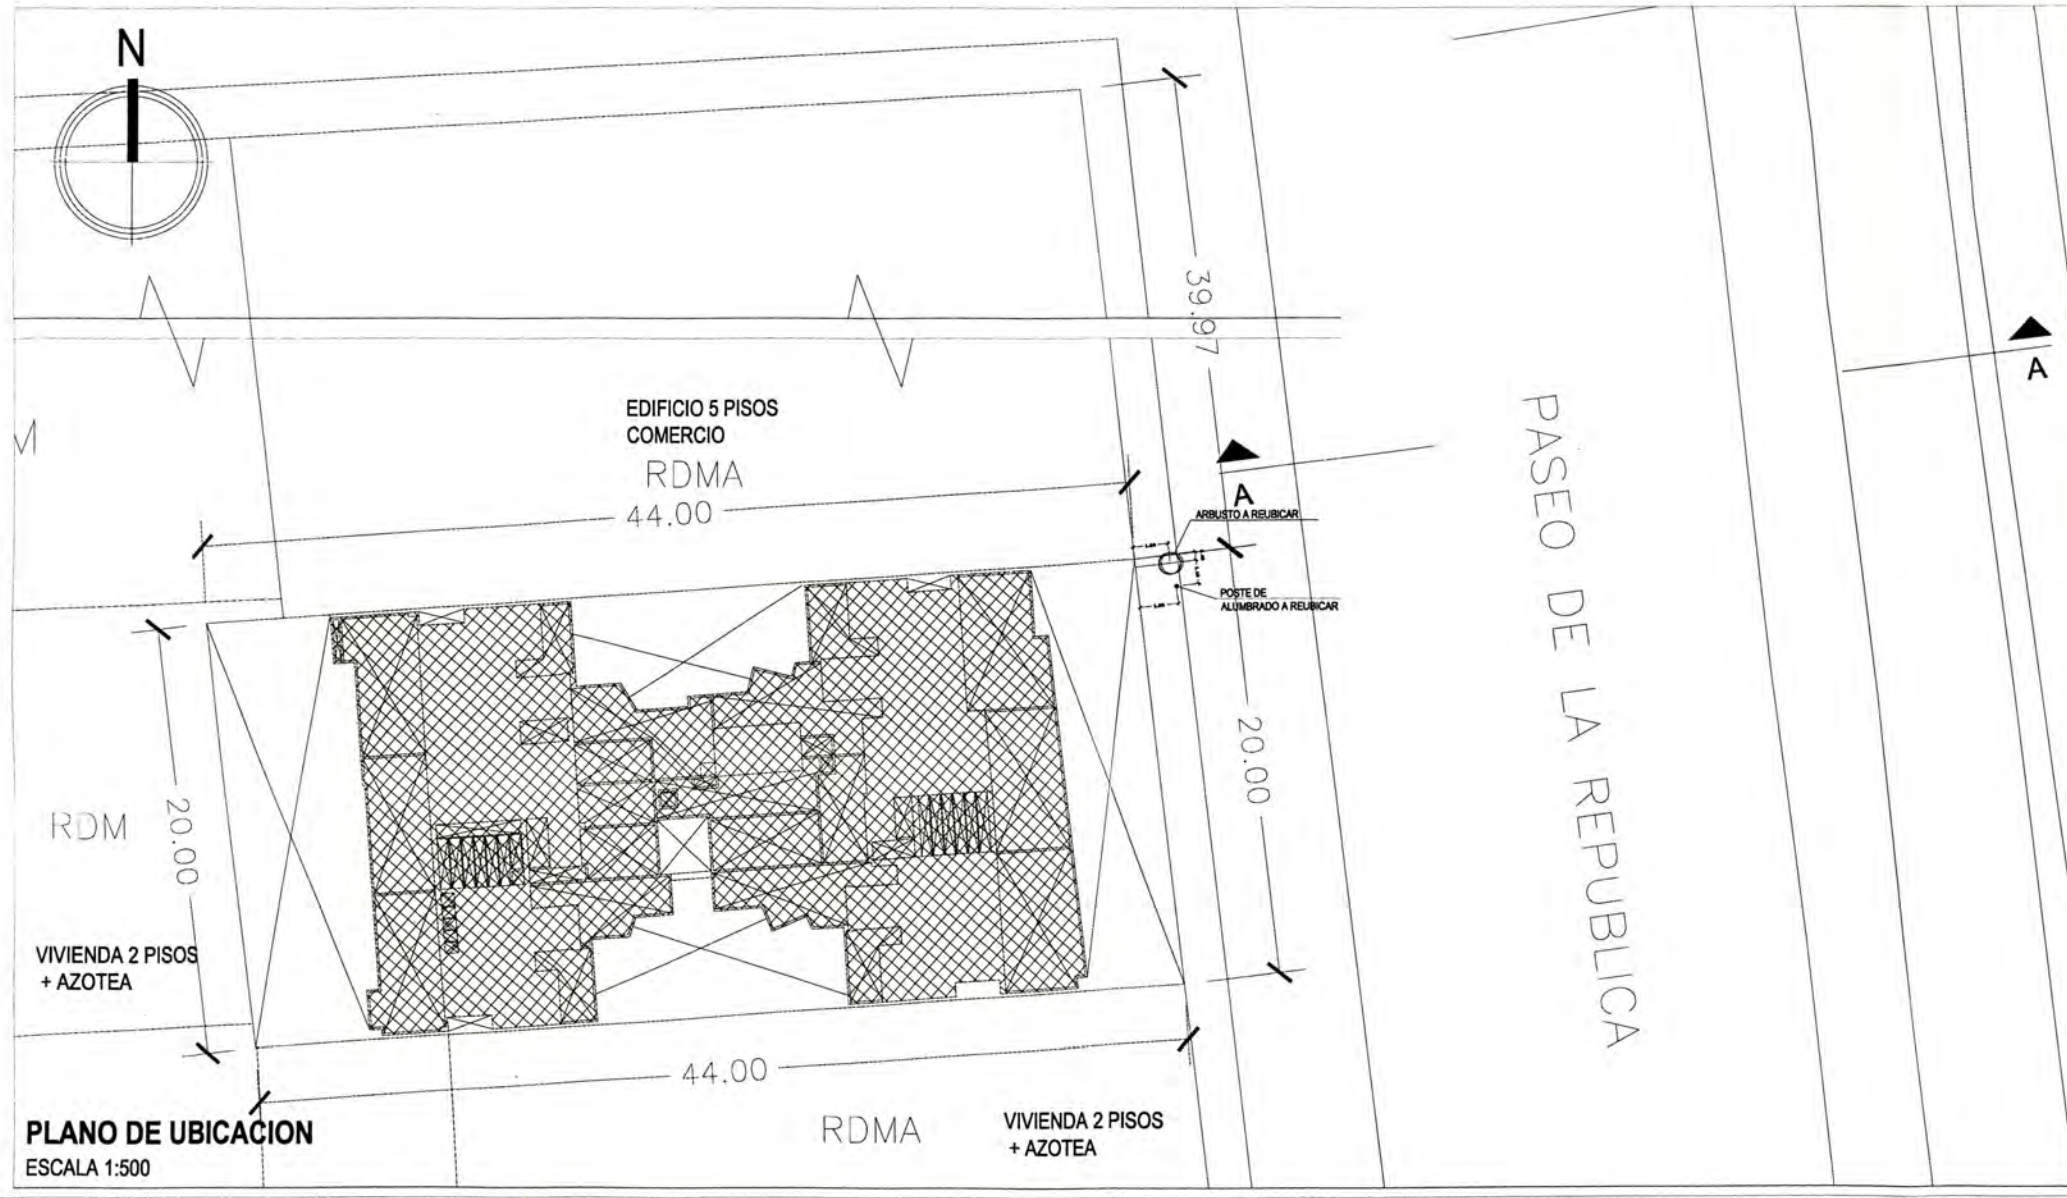 N
39.97
EDIFICIO 5 PISOS
COMERCIO
RDMA
44.00
A
A
ARBUSTO A REUBICAR
POSTE DE
ALUMBRADO A REUBICAR
PASEO DE LA REPUBLICA
20.00
20.00
RDM
VIVIENDA 2 PISOS
+ AZOTEA
44.00
RDMA
VIVIENDA 2 PISOS
+ AZOTEA
PLANO DE UBICACION
ESCALA 1:500